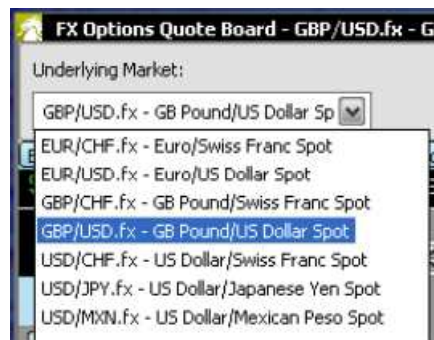 FX Options Quote Board - GBP/USD.fx - G
Underlying Market:
GBP/USD.fx - GB Pound/US Dollar Sp
EUR/CHF.fx - Euro/Swiss Franc Spot
EUR/USD.fx - Euro/US Dollar Spot
GBP/CHF.fx - GB Pound/Swiss Franc Spot
GBP/USD.fx - GB Pound/US Dollar Spot
USD/CHF.fx - US Dollar/Swiss Franc Spot
USD/JPY.fx - US Dollar/Japanese Yen Spot
USD/MXN.fx - US Dollar/Mexican Peso Spot